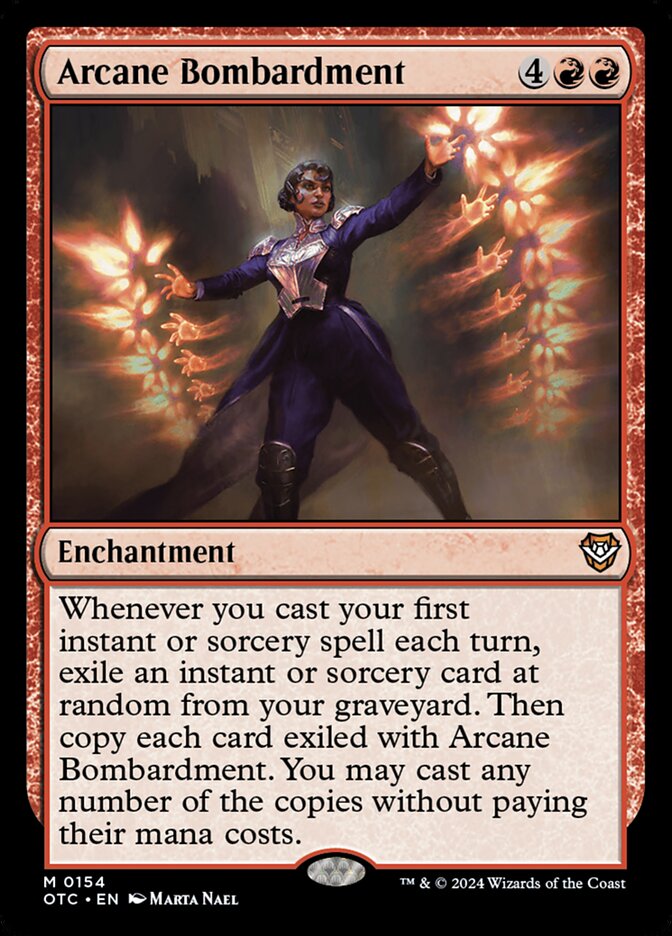 Arcane Bombardment 4
Enchantment
Whenever you cast your first
instant or sorcery spell each turn,
exile an instant or sorcery card at
random from your graveyard. Then
copy each card exiled with Arcane
Bombardment. You may cast any
number of the copies without paying
their mana costs.
M 0154
OTC • EN Marta Nael
™ & © 2024 Wizards of the Coast